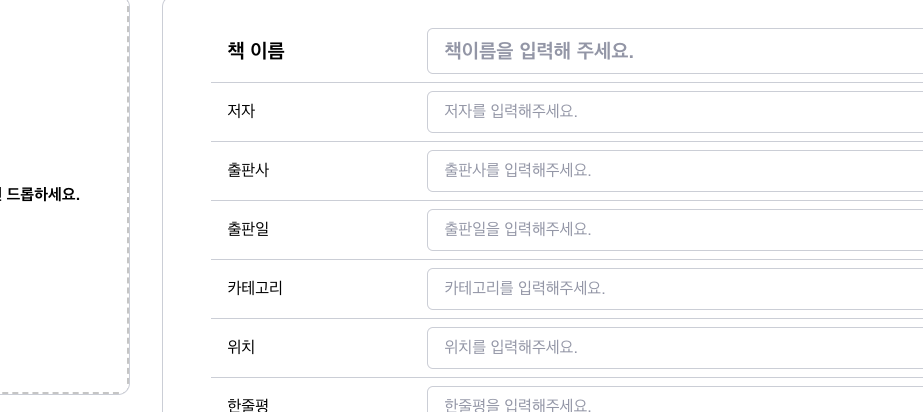 책 이름
책이름을 입력해 주세요.
저자
저자를 입력해주세요.
출판사
출판사를 입력해주세요.
드롭하세요.
출판일
출판일을 입력해주세요.
카테고리
카테고리를 입력해주세요.
위치
위치를 입력해주세요.
한줄평
한줄평을 입력해주세요.